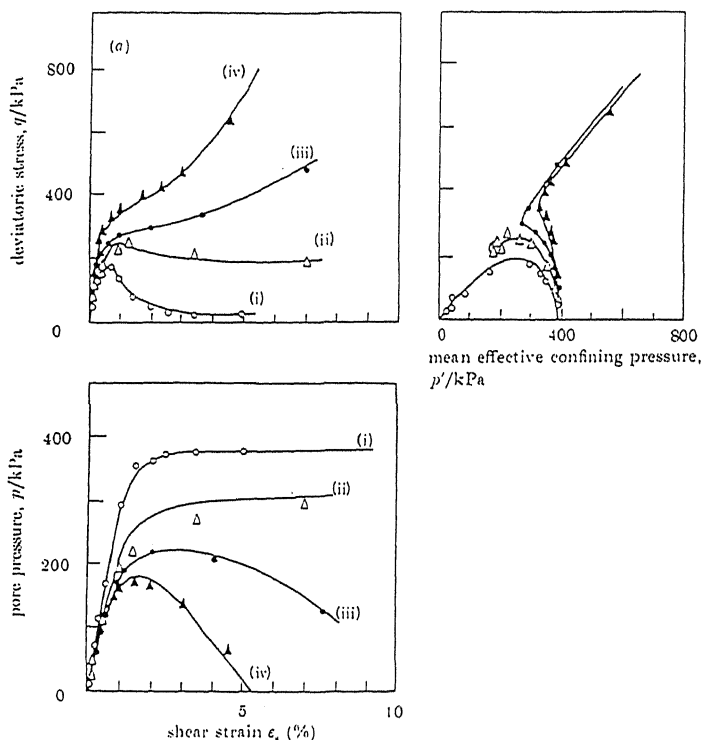 (a)
800
400
0
deviatoric stress, q/kPa
(iv)
(iii)
(ii)
(i)
0
400
800
mean effective confining pressure,
p'/kPa
400
200
0
pore pressure, p/kPa
(i)
(ii)
(iii)
(iv)
5
10
shear strain ϵs (%)